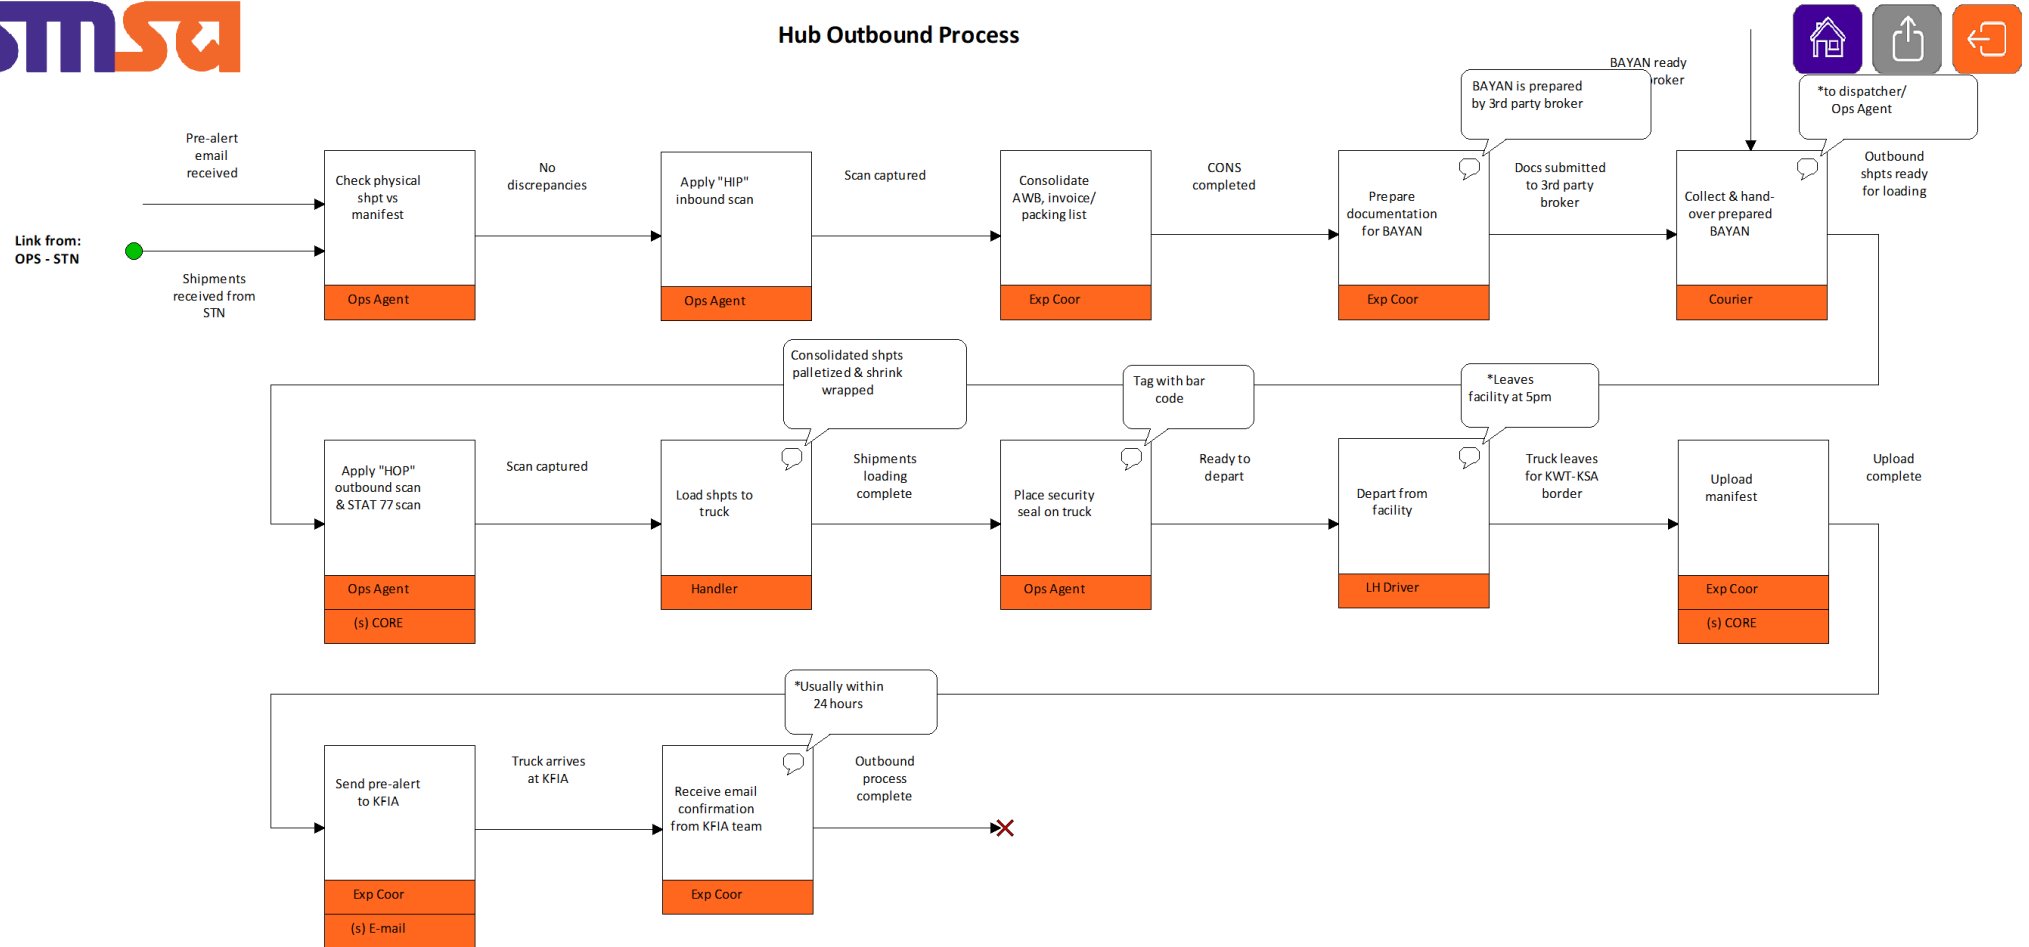 smsa
Hub Outbound Process
BAYAN ready
roker
BAYAN is prepared
by 3rd party broker
*to dispatcher/
Ops Agent
Pre-alert
email
received
Link from:
OPS - STN
Shipments
received from
STN
Check physical
shpt vs
manifest
Ops Agent
No
discrepancies
Apply "HIP"
inbound scan
Ops Agent
Scan captured
Consolidate
AWB, invoice/
packing list
Exp Coor
CONS
completed
Prepare
documentation
for BAYAN
Exp Coor
Docs submitted
to 3rd party
broker
Collect & hand-
over prepared
BAYAN
Courier
Outbound
shpts ready
for loading
Apply "HOP"
outbound scan
& STAT 77 scan
Ops Agent
(s) CORE
Scan captured
Consolidated shpts
palletized & shrink
wrapped
Load shpts to
truck
Handler
Shipments
loading
complete
Tag with bar
code
Place security
seal on truck
Ops Agent
Ready to
depart
*Leaves
facility at 5pm
Depart from
facility
LH Driver
Truck leaves
for KWT-KSA
border
Upload
manifest
Exp Coor
(s) CORE
Upload
complete
Send pre-alert
to KFIA
Exp Coor
(s) E-mail
Truck arrives
at KFIA
*Usually within
24 hours
Receive email
confirmation
from KFIA team
Exp Coor
Outbound
process
complete